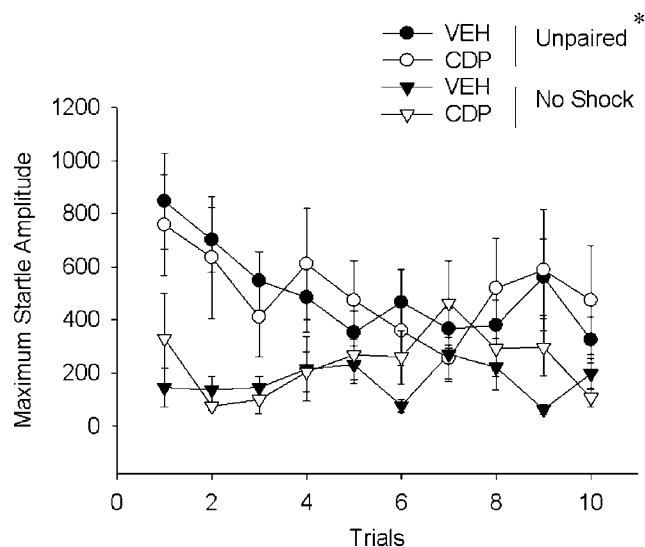 VEH
CDP
Unpaired *
VEH
CDP
No Shock
1200
1000
800
600
400
200
0
Maximum Startle Amplitude
0 2 4 6 8 10
Trials